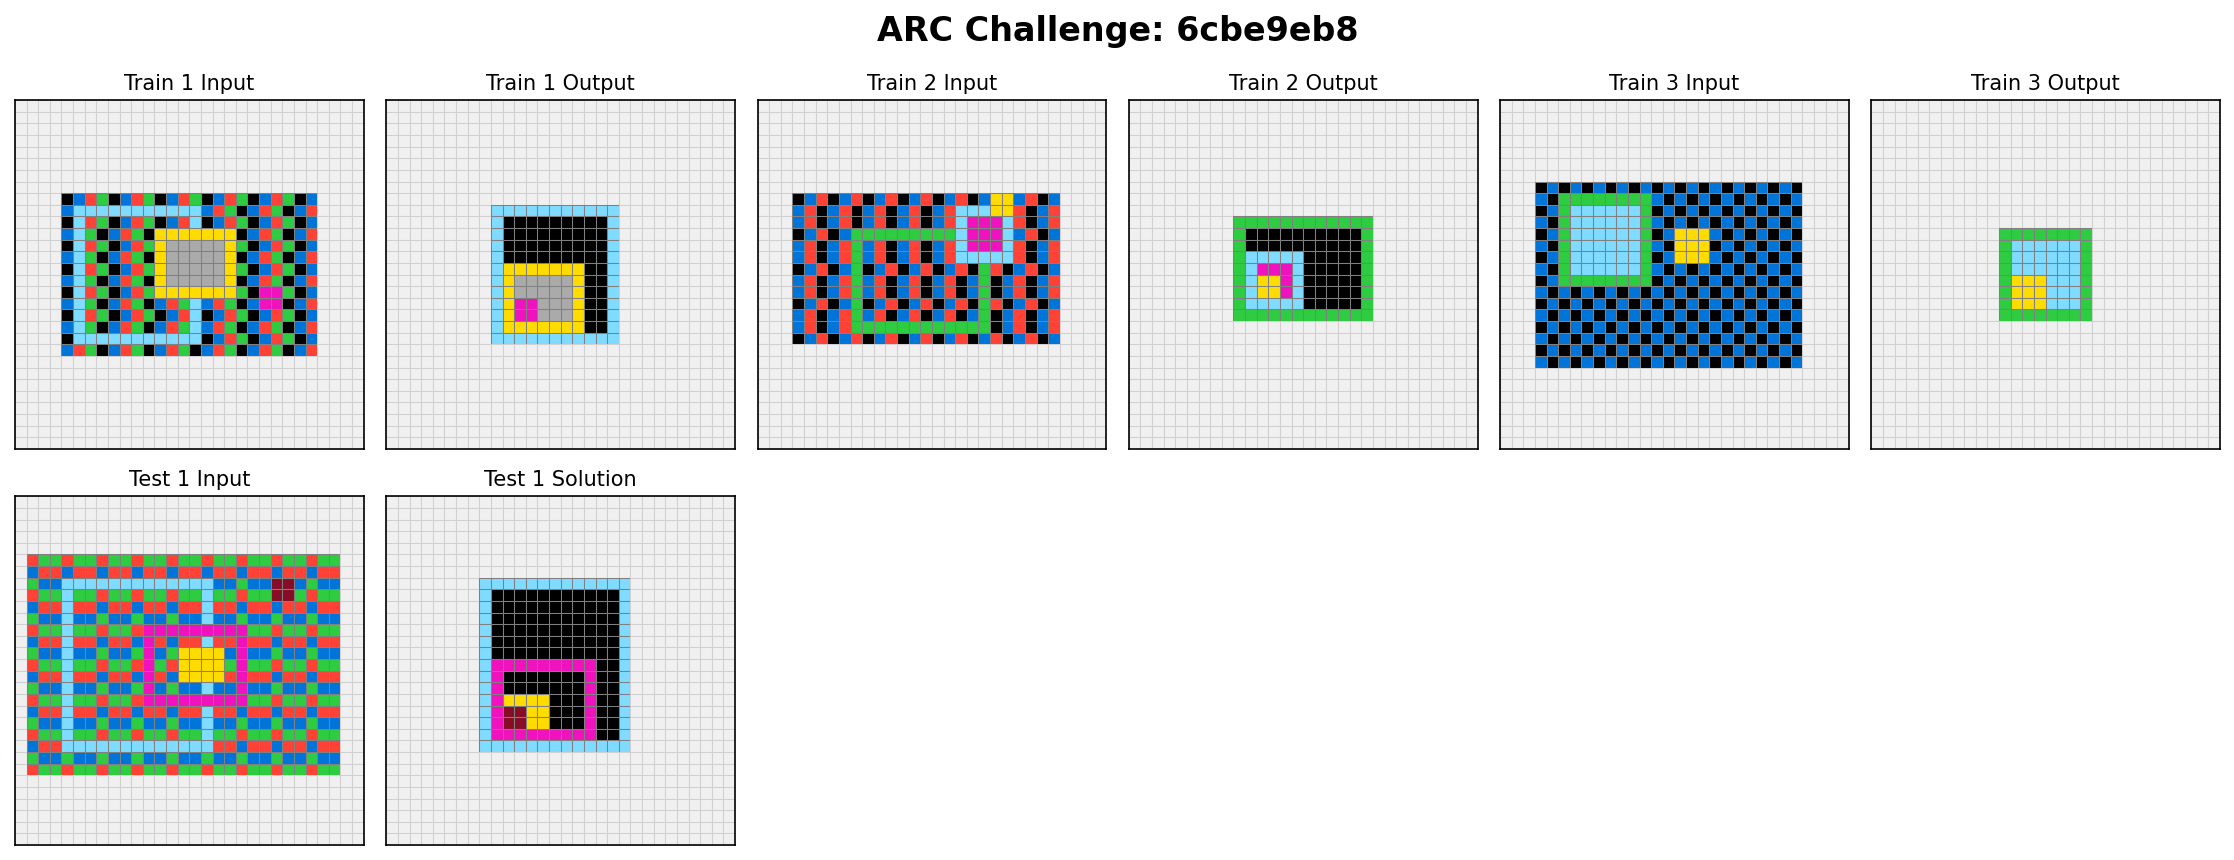 ARC Challenge: 6cbe9eb8
Train 1 Input
Train 1 Output
Train 2 Input
Train 2 Output
Train 3 Input
Train 3 Output
Test 1 Input
Test 1 Solution